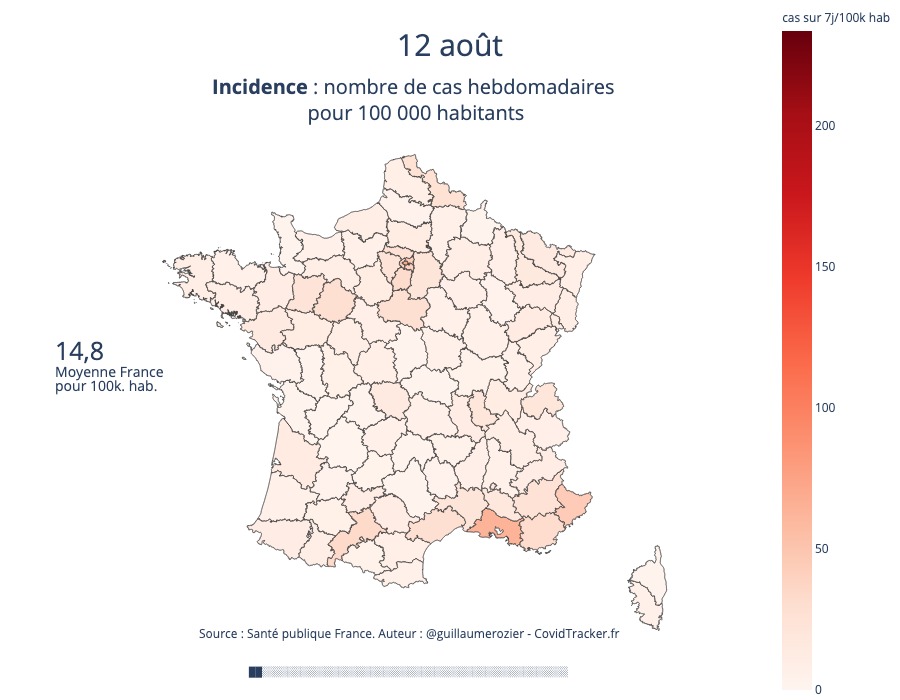 cas sur 7j/100k hab
12 août
Incidence : nombre de cas hebdomadaires
pour 100 000 habitants
200
150
14,8
Moyenne France
pour 100k. hab.
100
50
Source : Santé publique France. Auteur : @guillaumerozier - CovidTracker.fr
0